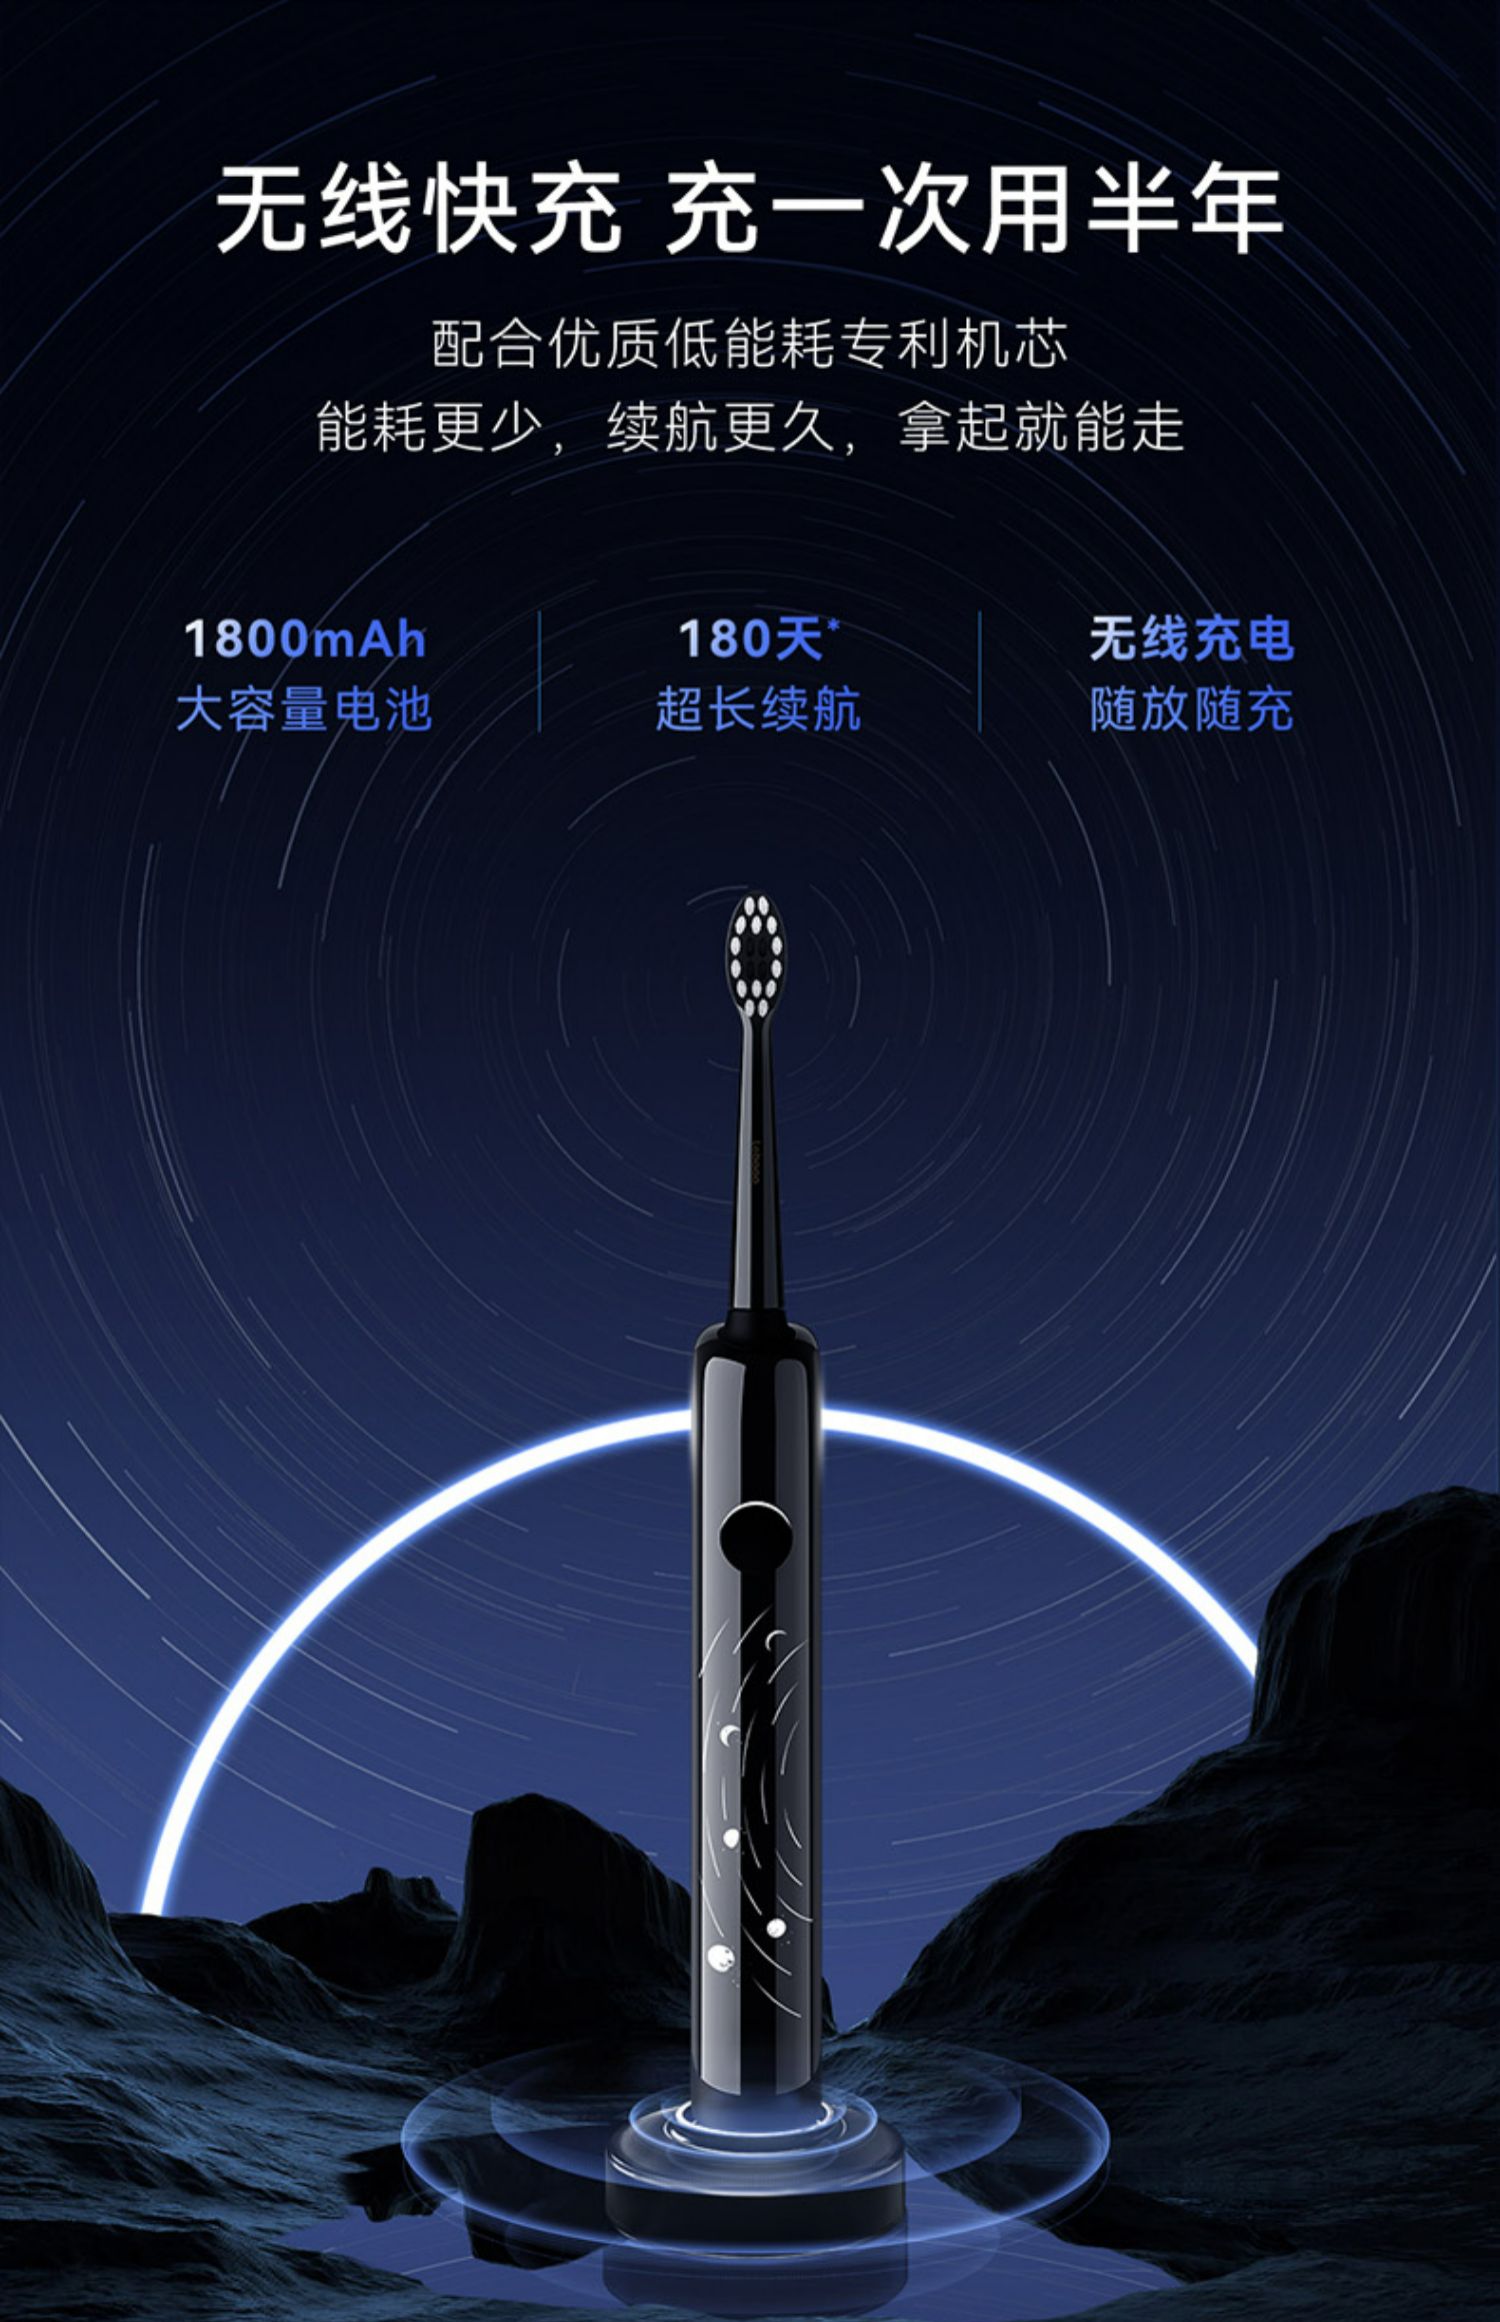 无线快充 充一次用半年
配合优质低能耗专利机芯
能耗更少，续航更久，拿起就能走
1800mAh
大容量电池
180天*
超长续航
无线充电
随放随充